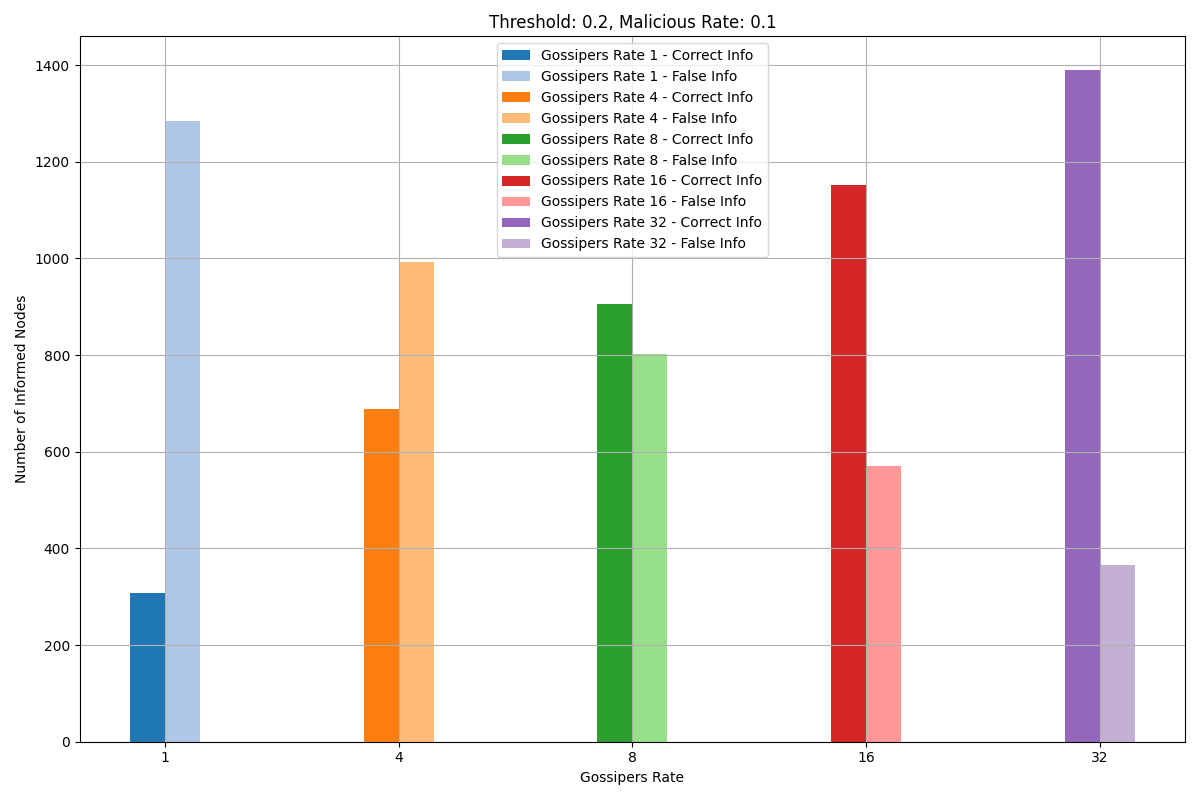 Threshold: 0.2, Malicious Rate: 0.1
Gossipers Rate 1 - Correct Info
Gossipers Rate 1 - False Info
Gossipers Rate 4 - Correct Info
Gossipers Rate 4 - False Info
Gossipers Rate 8 - Correct Info
Gossipers Rate 8 - False Info
Gossipers Rate 16 - Correct Info
Gossipers Rate 16 - False Info
Gossipers Rate 32 - Correct Info
Gossipers Rate 32 - False Info
Number of Informed Nodes
1400
1200
1000
800
600
400
200
0
1 4 8 16 32
Gossipers Rate